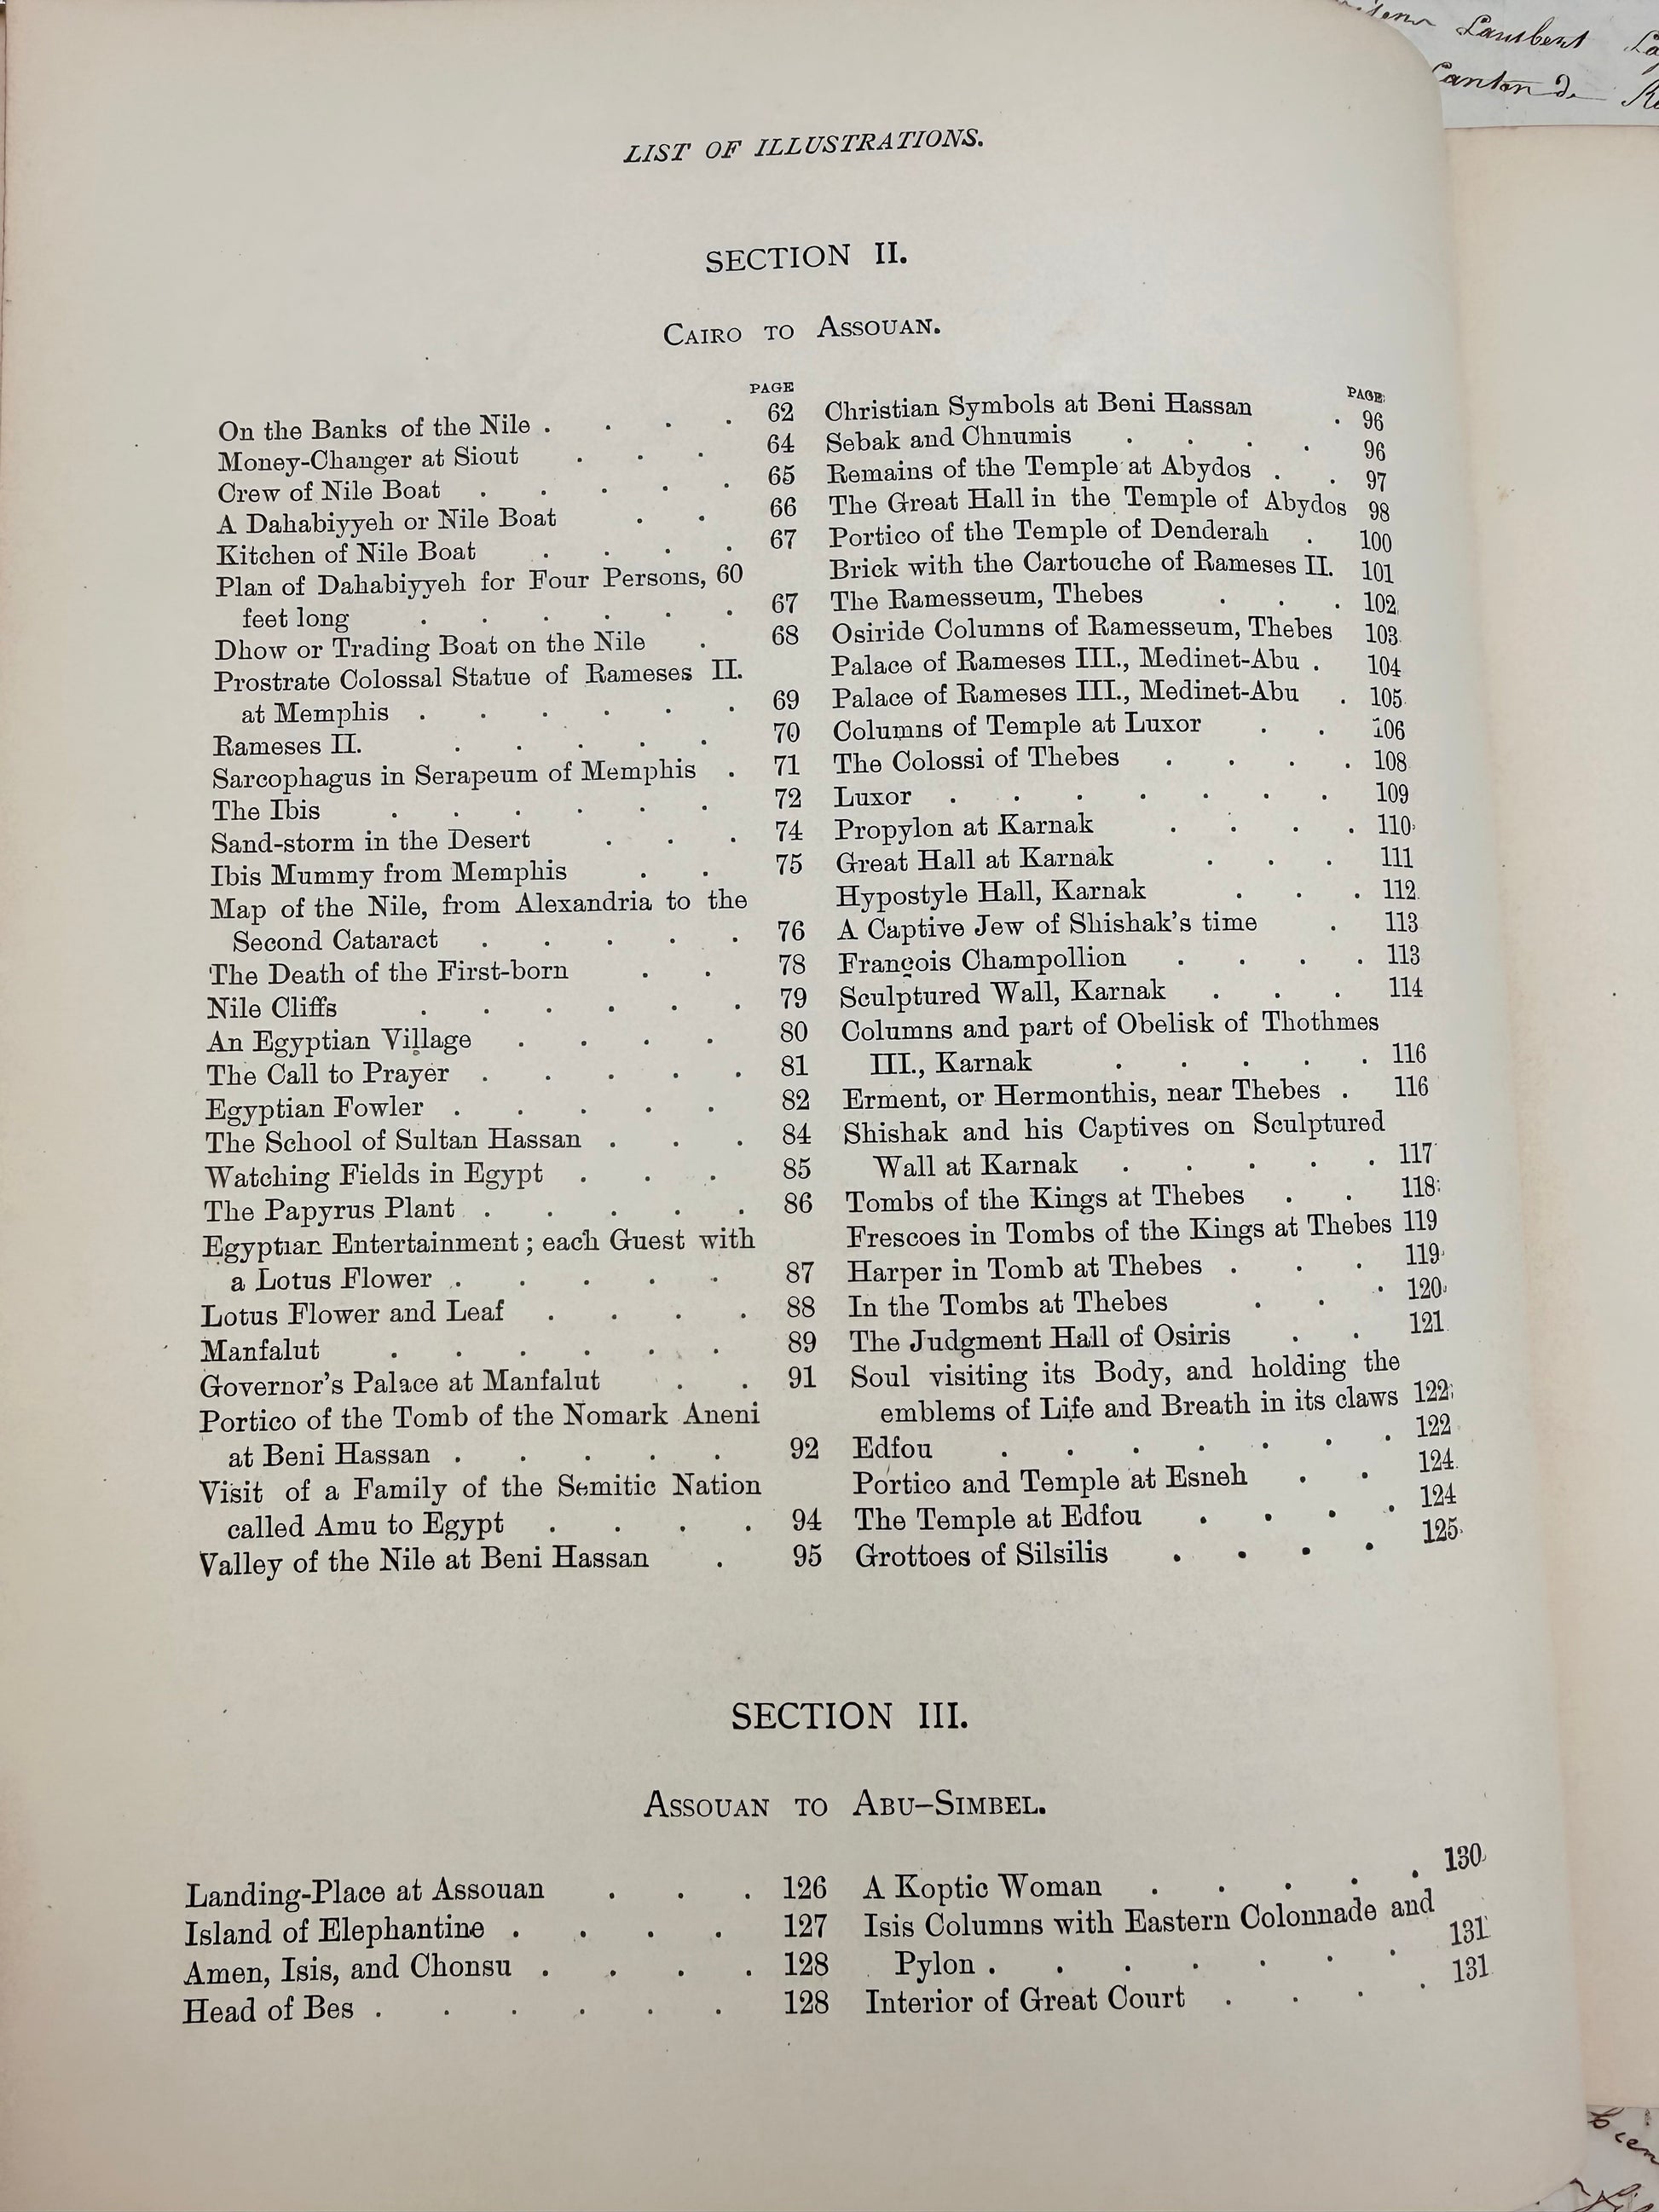 LIST OF ILLUSTRATIONS.
SECTION II.
CAIRO TO ASSOUAN.
PAGE
On the Banks of the Nile . . . . 62
Money-Changer at Siout . . . 64
Crew of Nile Boat . . . . . 65
A Dahabiyyeh or Nile Boat . . 66
Kitchen of Nile Boat . . . . 67
Plan of Dahabiyyeh for Four Persons, 60
feet long . . . . . . 67
Dhow or Trading Boat on the Nile . 68
Prostrate Colossal Statue of Rameses II.
at Memphis . . . . . . 69
Rameses II. . . . . . 70
Sarcophagus in Serapeum of Memphis . 71
The Ibis . . . . . . 72
Sand-storm in the Desert . . . 74
Ibis Mummy from Memphis . . 75
Map of the Nile, from Alexandria to the
Second Cataract . . . . . 76
The Death of the First-born . . 78
Nile Cliffs . . . . . . 79
An Egyptian Village . . . . 80
The Call to Prayer . . . . . 81
Egyptian Fowler . . . . . 82
The School of Sultan Hassan . . . 84
Watching Fields in Egypt . . . 85
The Papyrus Plant . . . . . 86
Egyptian Entertainment ; each Guest with
a Lotus Flower . . . . . 87
Lotus Flower and Leaf . . . . 88
Manfalut . . . . . . 89
Governor's Palace at Manfalut . . 91
Portico of the Tomb of the Nomark Aneni
at Beni Hassan . . . . . 92
Visit of a Family of the Semitic Nation
called Amu to Egypt . . . . 94
Valley of the Nile at Beni Hassan . 95
PAGE
Christian Symbols at Beni Hassan . 96
Sebak and Chnumis . . . . 96
Remains of the Temple at Abydos . . 97
The Great Hall in the Temple of Abydos 98
Portico of the Temple of Denderah . 100
Brick with the Cartouche of Rameses II. 101
The Ramesseum, Thebes . . . 102
Osiride Columns of Ramesseum, Thebes 103
Palace of Rameses III., Medinet-Abu . 104
Palace of Rameses III., Medinet-Abu . 105
Columns of Temple at Luxor . . 106
The Colossi of Thebes . . . . 108
Luxor . . . . . . . 109
Propylon at Karnak . . . . 110
Great Hall at Karnak . . . 111
Hypostyle Hall, Karnak . . . 112
A Captive Jew of Shishak's time . 113
François Champollion . . . . 113
Sculptured Wall, Karnak . . . 114
Columns and part of Obelisk of Thothmes
III., Karnak . . . . . 116
Erment, or Hermonthis, near Thebes . 116
Shishak and his Captives on Sculptured
Wall at Karnak . . . . . 117
Tombs of the Kings at Thebes . . 118
Frescoes in Tombs of the Kings at Thebes 119
Harper in Tomb at Thebes . . . 119
In the Tombs at Thebes . . . 120
The Judgment Hall of Osiris . . 121
Soul visiting its Body, and holding the
emblems of Life and Breath in its claws 122
Edfou . . . . . . . 122
Portico and Temple at Esneh . . 124
The Temple at Edfou . . . . 124
Grottoes of Silsilis . . . . 125
SECTION III.
ASSOUAN TO ABU-SIMBEL.
Landing-Place at Assouan . . . 126
Island of Elephantine . . . . 127
Amen, Isis, and Chonsu . . . . 128
Head of Bes . . . . . . 128
A Koptic Woman . . . . . 130
Isis Columns with Eastern Colonnade and
Pylon . . . . . . . 131
Interior of Great Court . . . . 131
Lambert
Canton de
bien